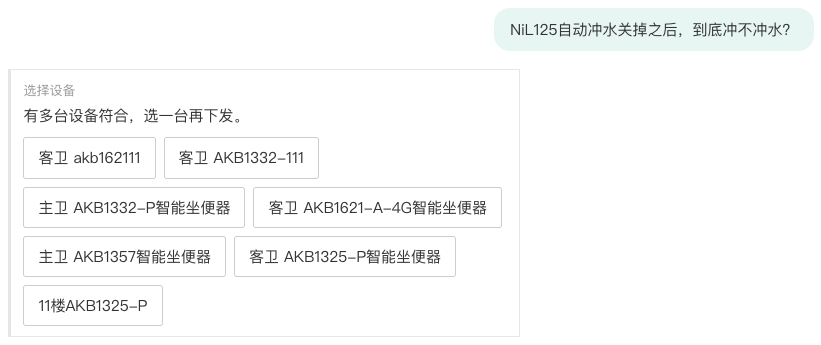 NiL125自动冲水关掉之后，到底冲不冲水？
选择设备
有多台设备符合，选一台再下发。
客卫 akb162111
客卫 AKB1332-111
主卫 AKB1332-P智能坐便器
客卫 AKB1621-A-4G智能坐便器
主卫 AKB1357智能坐便器
客卫 AKB1325-P智能坐便器
11楼AKB1325-P